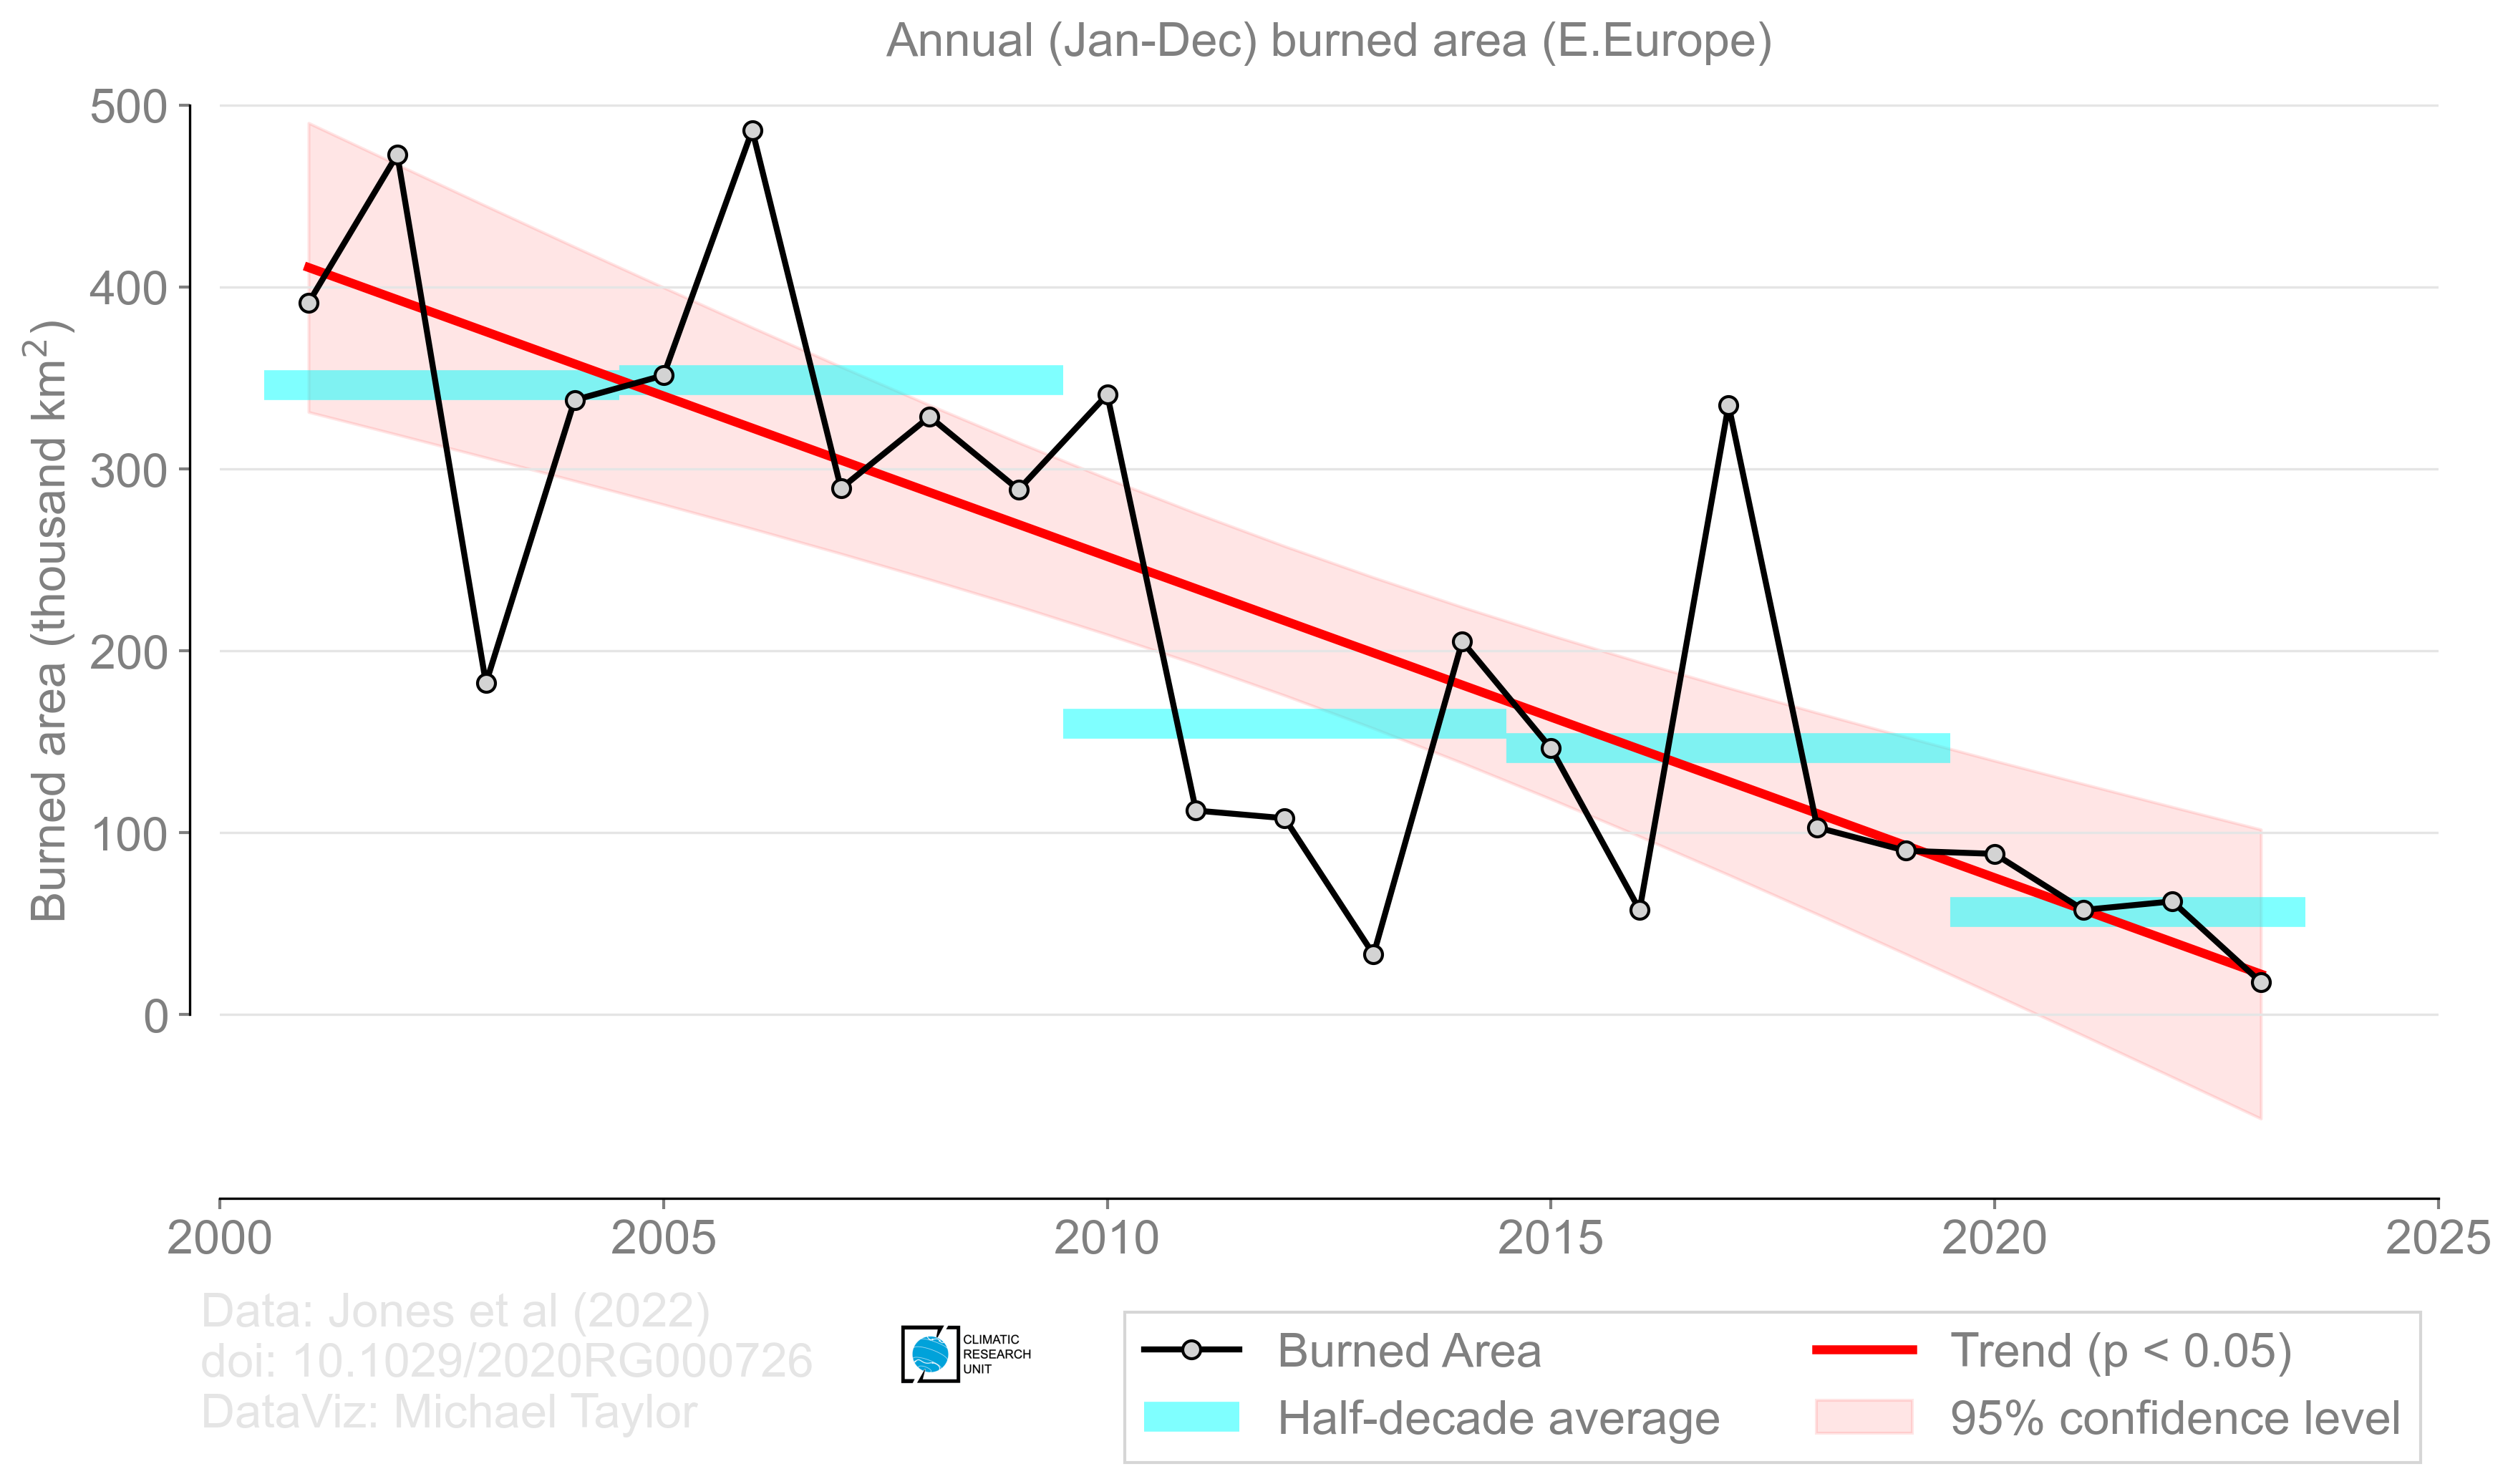 Annual (Jan-Dec) burned area (E.Europe)
Burned area (thousand km²)
500
400
300
200
100
0
2000 2005 2010 2015 2020 2025
Data: Jones et al (2022)
doi: 10.1029/2020RG000726
DataViz: Michael Taylor
CLIMATIC
RESEARCH
UNIT
Burned Area
Half-decade average
Trend (p < 0.05)
95% confidence level